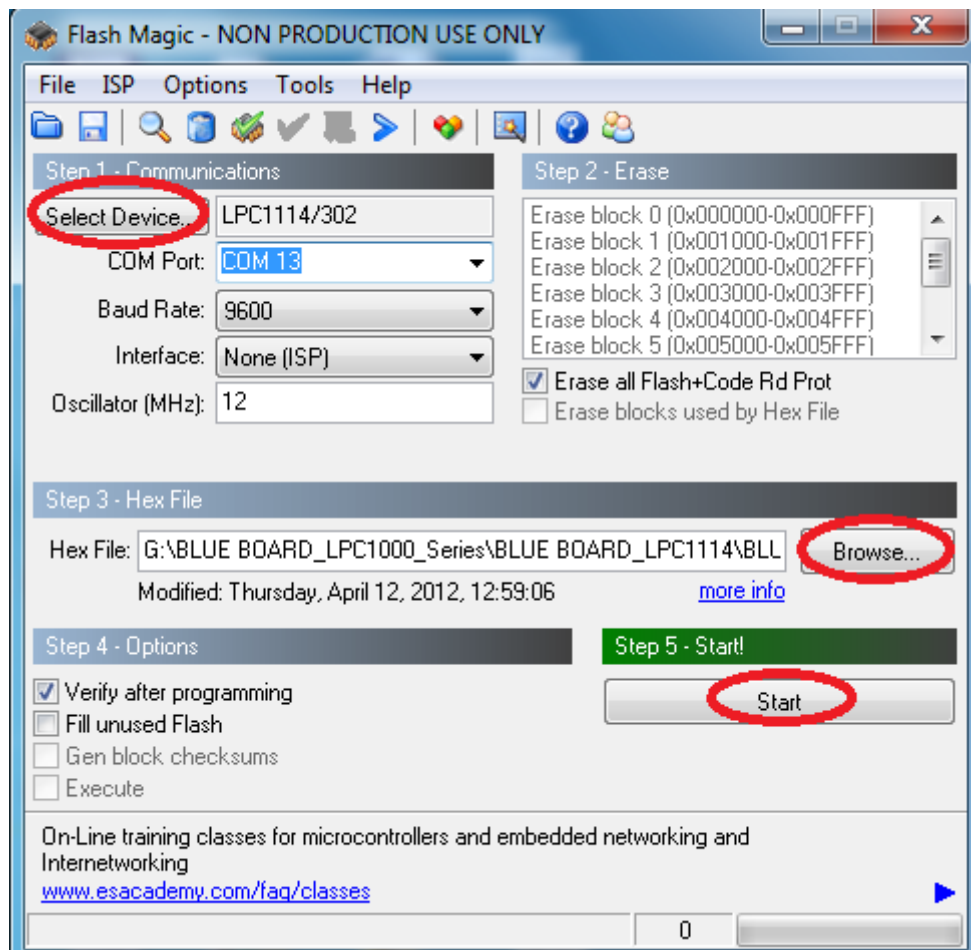 Flash Magic - NON PRODUCTION USE ONLY
File ISP Options Tools Help
Step 1 - Communications
Select Device...
LPC1114/302
COM Port: COM 13
Baud Rate: 9600
Interface: None (ISP)
Oscillator (MHz): 12
Step 2 - Erase
Erase block 0 (0x000000-0x000FFF)
Erase block 1 (0x001000-0x001FFF)
Erase block 2 (0x002000-0x002FFF)
Erase block 3 (0x003000-0x003FFF)
Erase block 4 (0x004000-0x004FFF)
Erase block 5 (0x005000-0x005FFF)
Erase all Flash+Code Rd Prot
Erase blocks used by Hex File
Step 3 - Hex File
Hex File: G:\BLUE BOARD_LPC1000_Series\BLUE BOARD_LPC1114\BLU Browse...
Modified: Thursday, April 12, 2012, 12:59:06 more info
Step 4 - Options
Verify after programming
Fill unused Flash
Gen block checksums
Execute
Step 5 - Start!
Start
On-Line training classes for microcontrollers and embedded networking and
Internetworking
www.esacademy.com/faq/classes
0